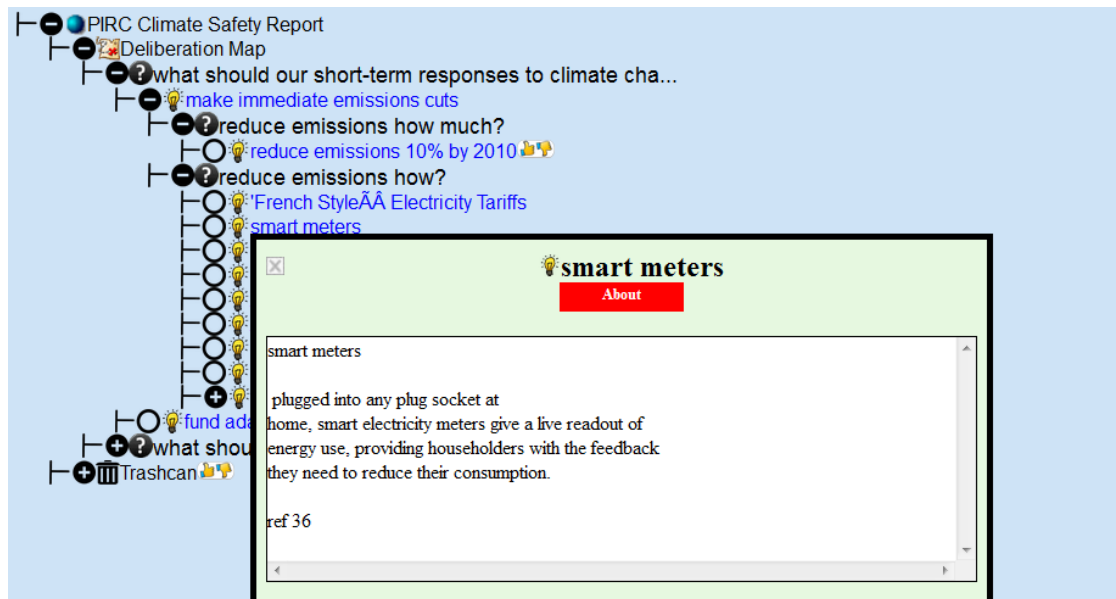 PIRC Climate Safety Report
Deliberation Map
what should our short-term responses to climate cha...
make immediate emissions cuts
reduce emissions how much?
reduce emissions 10% by 2010
reduce emissions how?
'French StyleÃÂ Electricity Tariffs
smart meters
smart meters
About
smart meters
plugged into any plug socket at
home, smart electricity meters give a live readout of
energy use, providing householders with the feedback
they need to reduce their consumption.
ref 36
fund ada
what shou
Trashcan